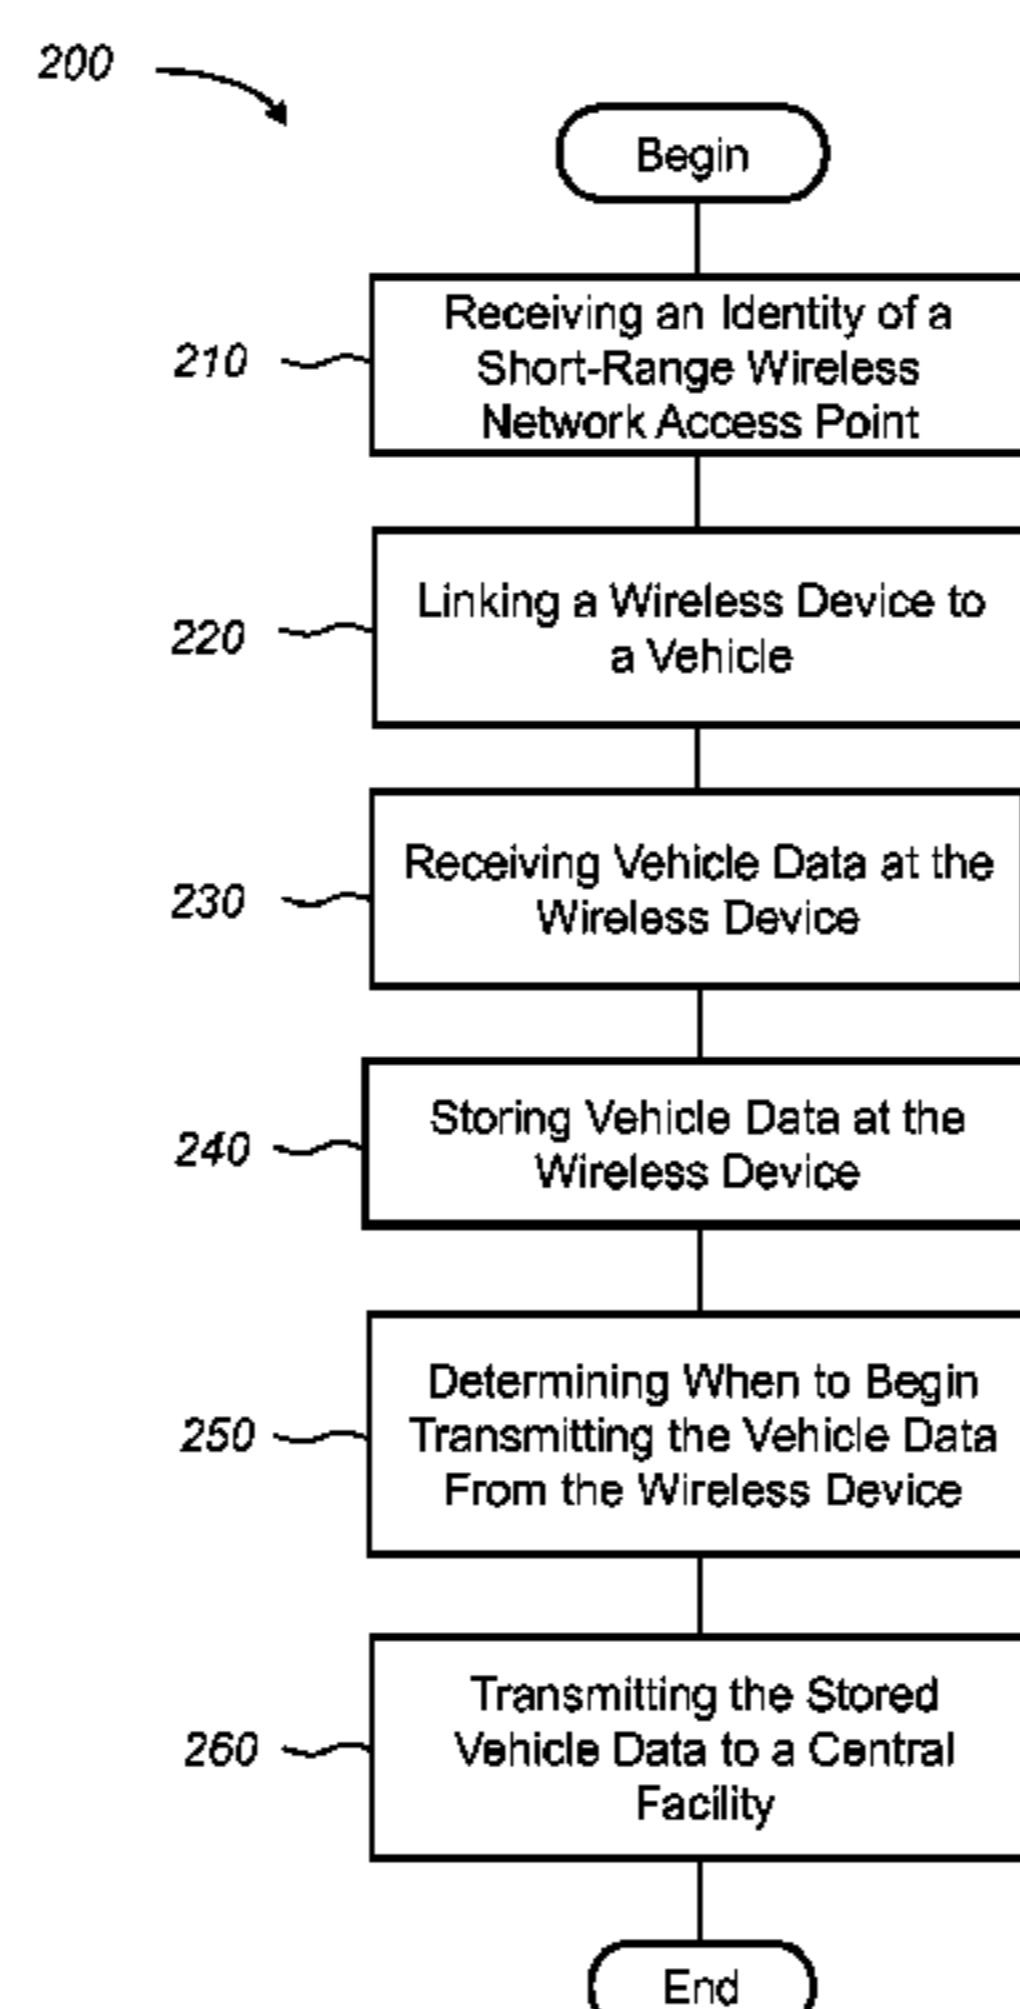 200
Begin
210
Receiving an Identity of a
Short-Range Wireless
Network Access Point
220
Linking a Wireless Device to
a Vehicle
230
Receiving Vehicle Data at the
Wireless Device
240
Storing Vehicle Data at the
Wireless Device
250
Determining When to Begin
Transmitting the Vehicle Data
From the Wireless Device
260
Transmitting the Stored
Vehicle Data to a Central
Facility
End